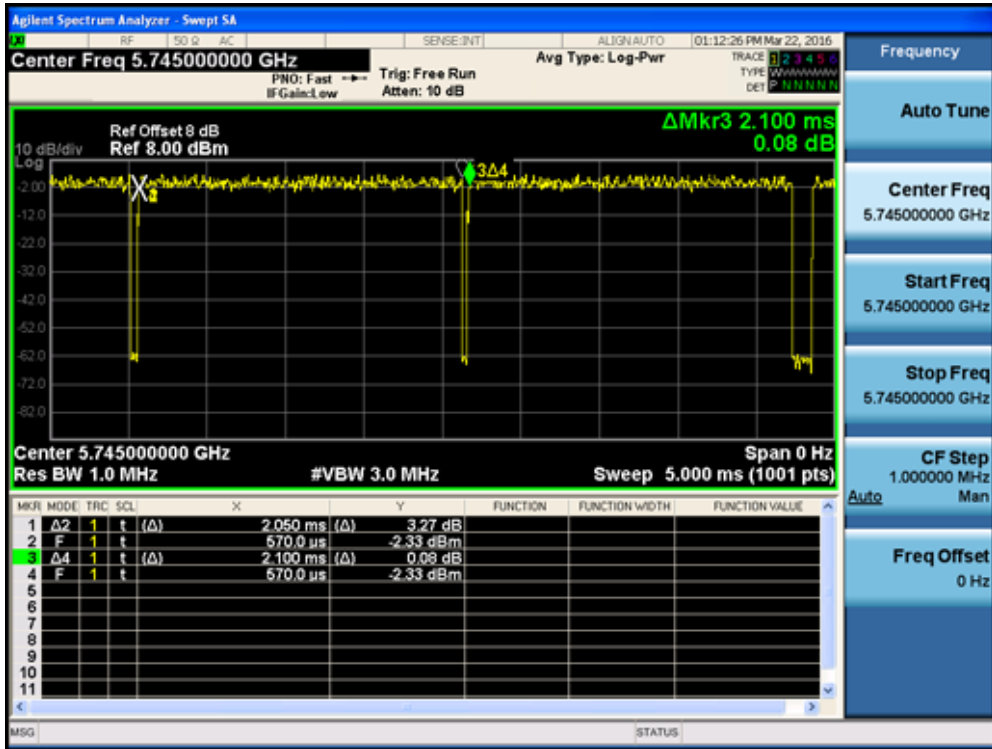 Agilent Spectrum Analyzer - Swept SA
RF 50 Ω AC SENSE:INT ALIGN AUTO 01:12:26 PM Mar 22, 2016
Center Freq 5.745000000 GHz
PNO: Fast
IFGain:Low
Trig: Free Run
Atten: 10 dB
Avg Type: Log-Pwr
TRACE 1 2 3 4 5 6
TYPE WWWWWW
DET P N N N N N
Ref Offset 8 dB
10 dB/div Ref 8.00 dBm
Log
ΔMkr3 2.100 ms
0.08 dB
3Δ4
-2.00
-12.0
-22.0
-32.0
-42.0
-52.0
-62.0
-72.0
-82.0
Center 5.745000000 GHz Span 0 Hz
Res BW 1.0 MHz #VBW 3.0 MHz Sweep 5.000 ms (1001 pts)
MKR MODE TRC SCL X Y FUNCTION FUNCTION WIDTH FUNCTION VALUE
1 Δ2 1 t (Δ) 2.050 ms (Δ) 3.27 dB
2 F 1 t 570.0 µs -2.33 dBm
3 Δ4 1 t (Δ) 2.100 ms (Δ) 0.08 dB
4 F 1 t 570.0 µs -2.33 dBm
5
6
7
8
9
10
11
MSG STATUS
Frequency
Auto Tune
Center Freq
5.745000000 GHz
Start Freq
5.745000000 GHz
Stop Freq
5.745000000 GHz
CF Step
1.000000 MHz
Auto Man
Freq Offset
0 Hz